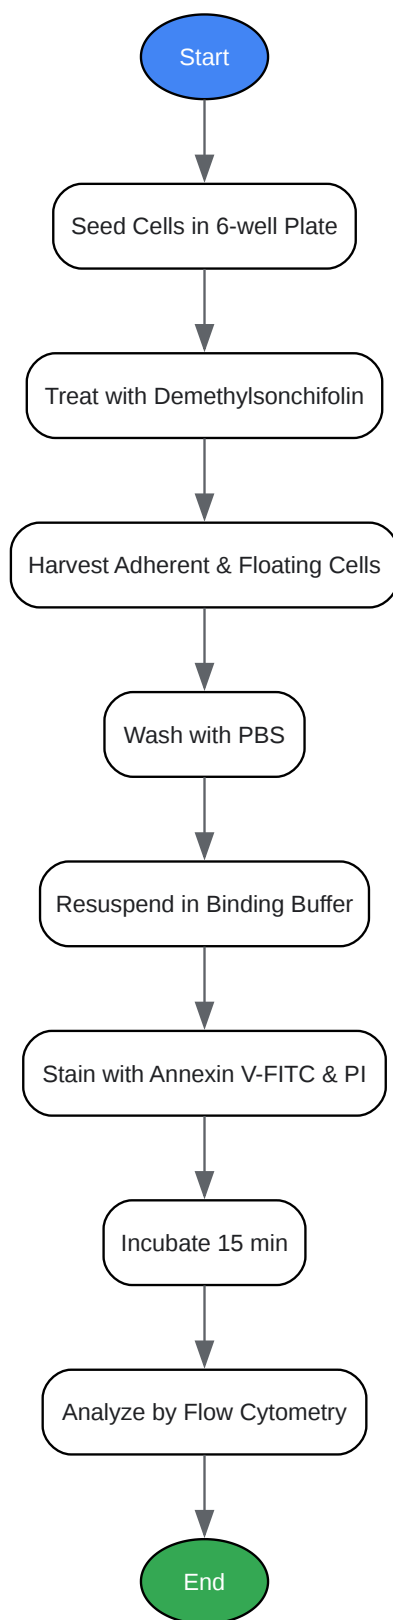 Start
Seed Cells in 6-well Plate
Treat with Demethylsonchifolin
Harvest Adherent & Floating Cells
Wash with PBS
Resuspend in Binding Buffer
Stain with Annexin V-FITC & PI
Incubate 15 min
Analyze by Flow Cytometry
End